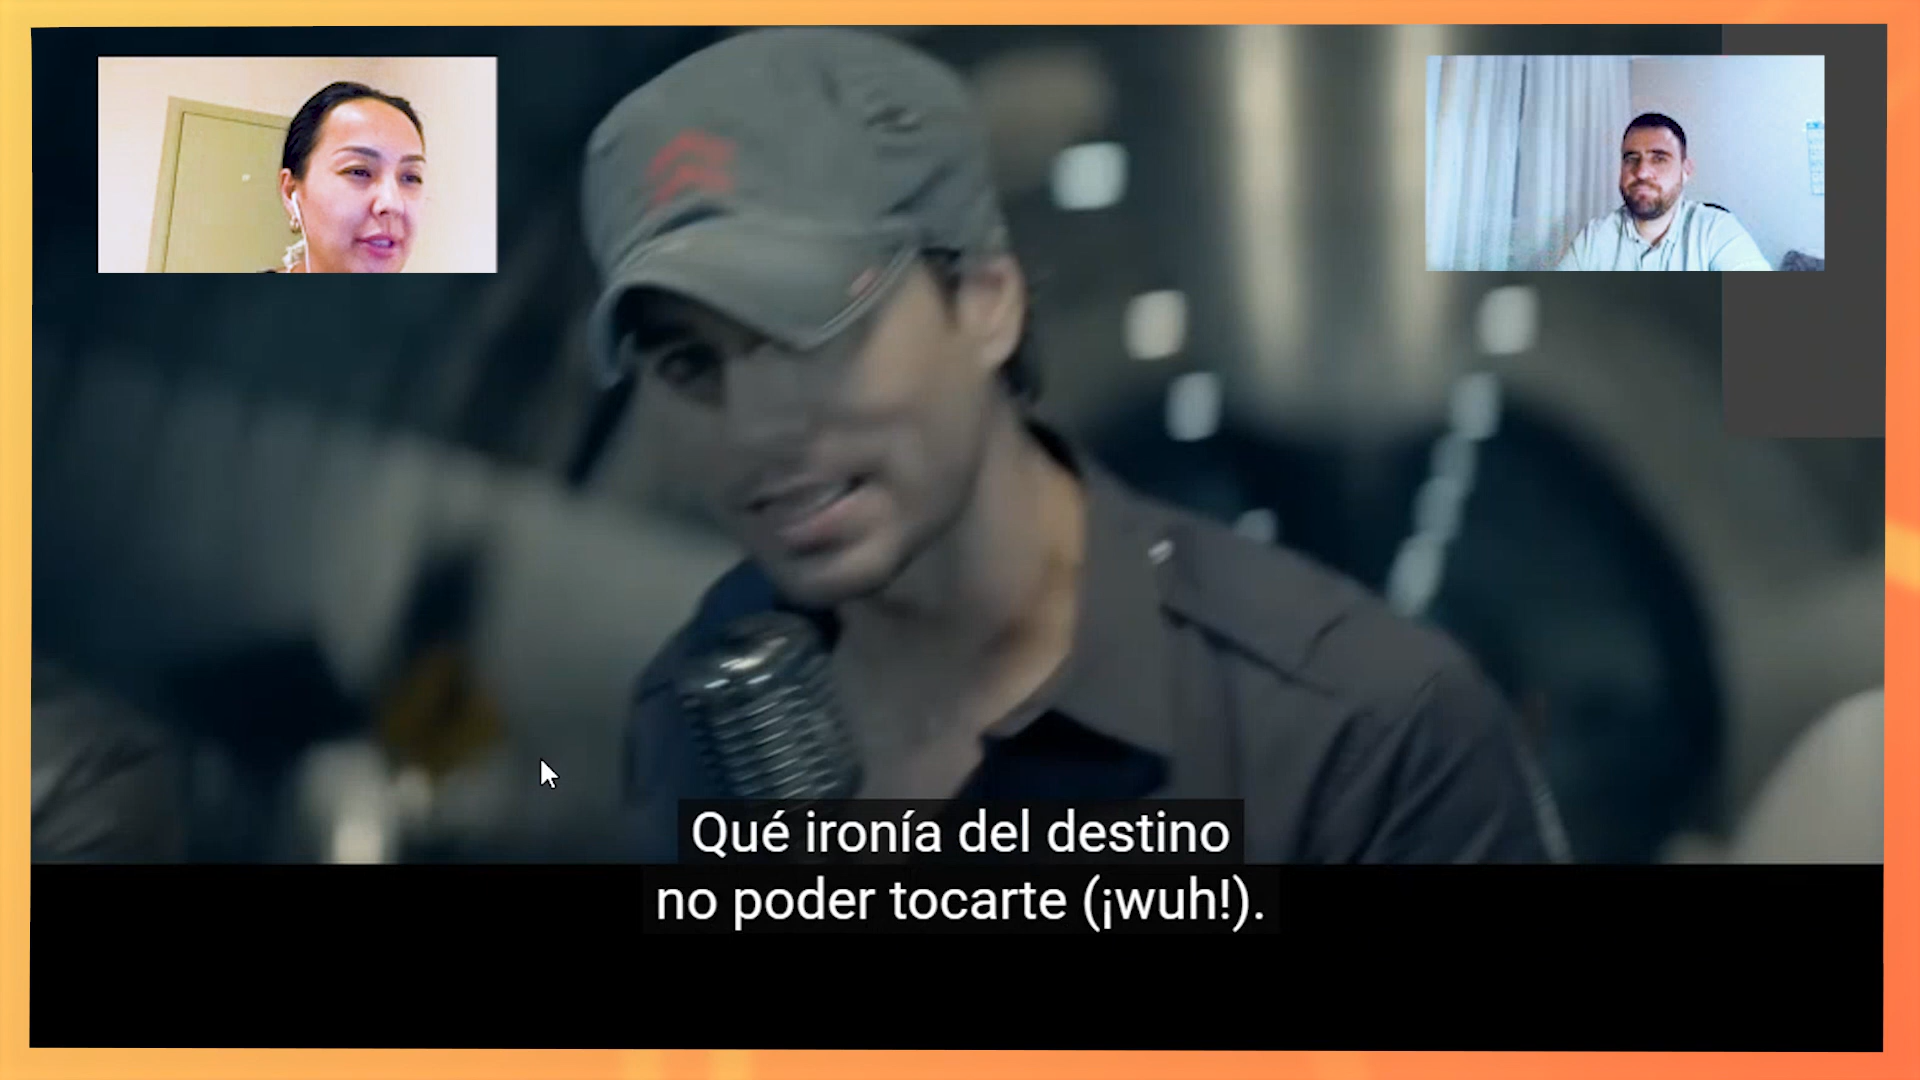 Qué ironía del destino
no poder tocarte (¡wuh!).